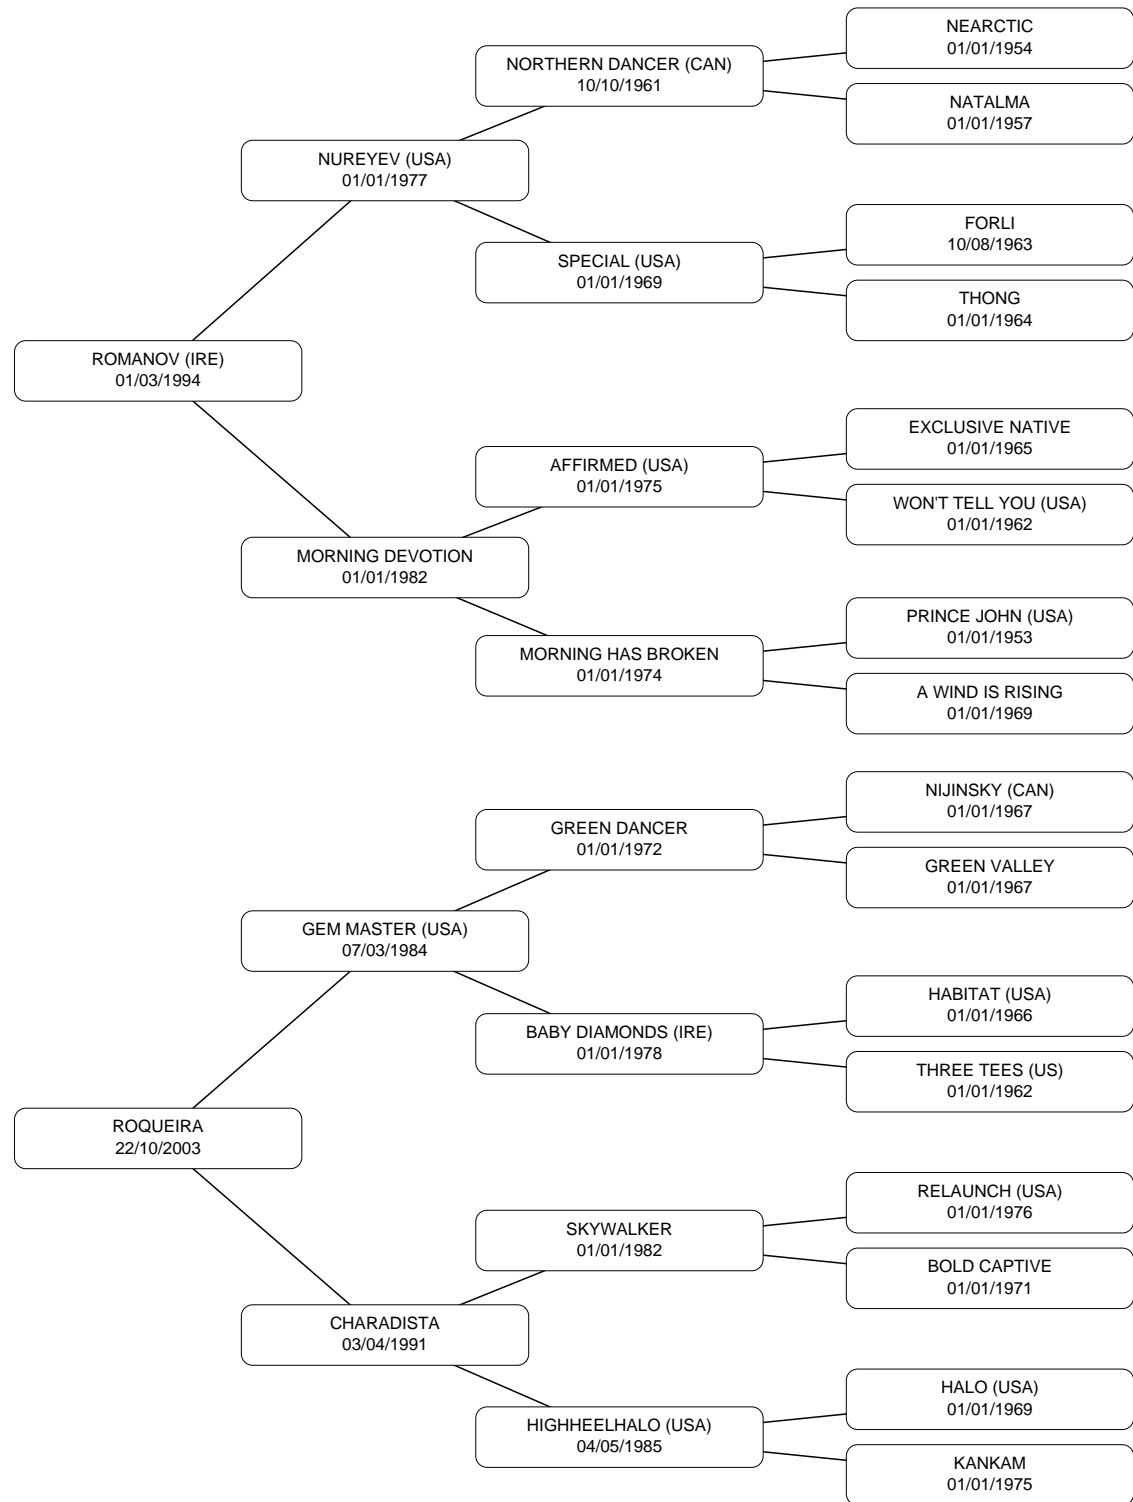 NEARCTIC
01/01/1954
NORTHERN DANCER (CAN)
10/10/1961
NATALMA
01/01/1957
NUREYEV (USA)
01/01/1977
FORLI
10/08/1963
SPECIAL (USA)
01/01/1969
THONG
01/01/1964
ROMANOV (IRE)
01/03/1994
EXCLUSIVE NATIVE
01/01/1965
AFFIRMED (USA)
01/01/1975
WON'T TELL YOU (USA)
01/01/1962
MORNING DEVOTION
01/01/1982
PRINCE JOHN (USA)
01/01/1953
MORNING HAS BROKEN
01/01/1974
A WIND IS RISING
01/01/1969
NIJINSKY (CAN)
01/01/1967
GREEN DANCER
01/01/1972
GREEN VALLEY
01/01/1967
GEM MASTER (USA)
07/03/1984
HABITAT (USA)
01/01/1966
BABY DIAMONDS (IRE)
01/01/1978
THREE TEES (US)
01/01/1962
ROQUEIRA
22/10/2003
RELAUNCH (USA)
01/01/1976
SKYWALKER
01/01/1982
BOLD CAPTIVE
01/01/1971
CHARADISTA
03/04/1991
HALO (USA)
01/01/1969
HIGHHEELHALO (USA)
04/05/1985
KANKAM
01/01/1975